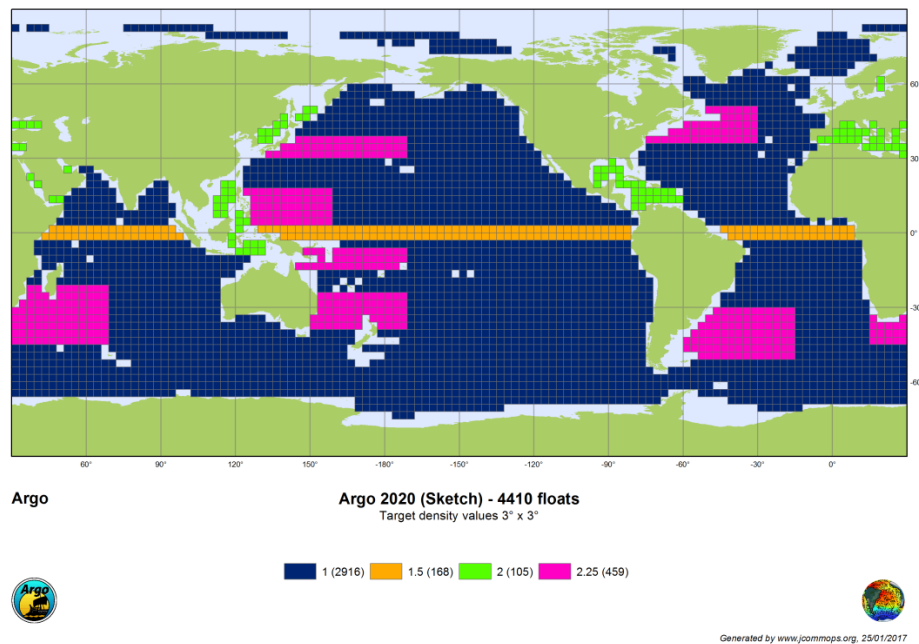 60
30
0°
-30
-60
60° 90° 120° 150° -180° -150° -120° -90° -60° -30° 0°
Argo
Argo 2020 (Sketch) - 4410 floats
Target density values 3° x 3°
1 (2916) 1.5 (168) 2 (105) 2.25 (459)
Argo
Generated by www.jcommops.org, 25/01/2017